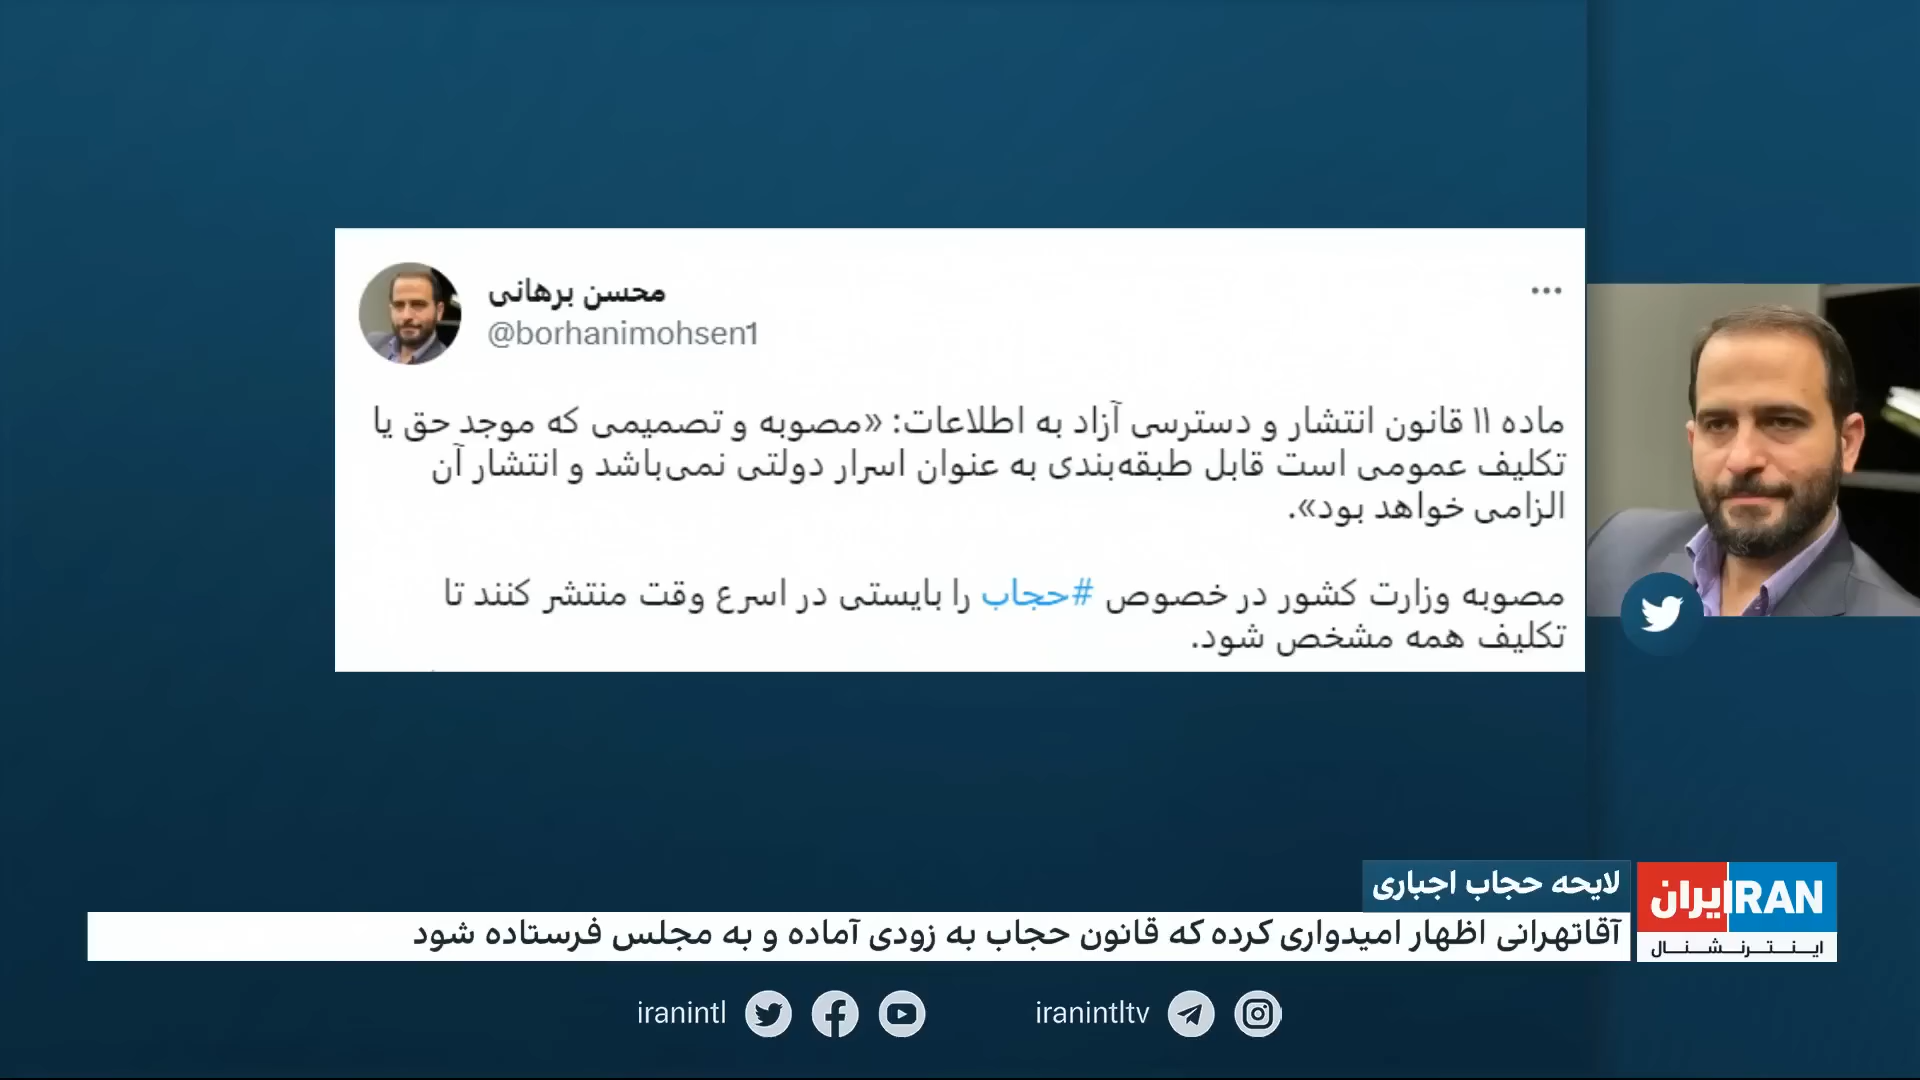 محسن برهانی
@borhanimohsen1
ماده ۱۱ قانون انتشار و دسترسی آزاد به اطلاعات: «مصوبه و تصمیمی که موجد حق یا
تکلیف عمومی است قابل طبقه‌بندی به عنوان اسرار دولتی نمی‌باشد و انتشار آن
الزامی خواهد بود».
مصوبه وزارت کشور در خصوص #حجاب را بایستی در اسرع وقت منتشر کنند تا
تکلیف همه مشخص شود.
لایحه حجاب اجباری
آقاتهرانی اظهار امیدواری کرده که قانون حجاب به زودی آماده و به مجلس فرستاده شود
ایران IRAN
اینترنشنال
iranintl
iranintltv